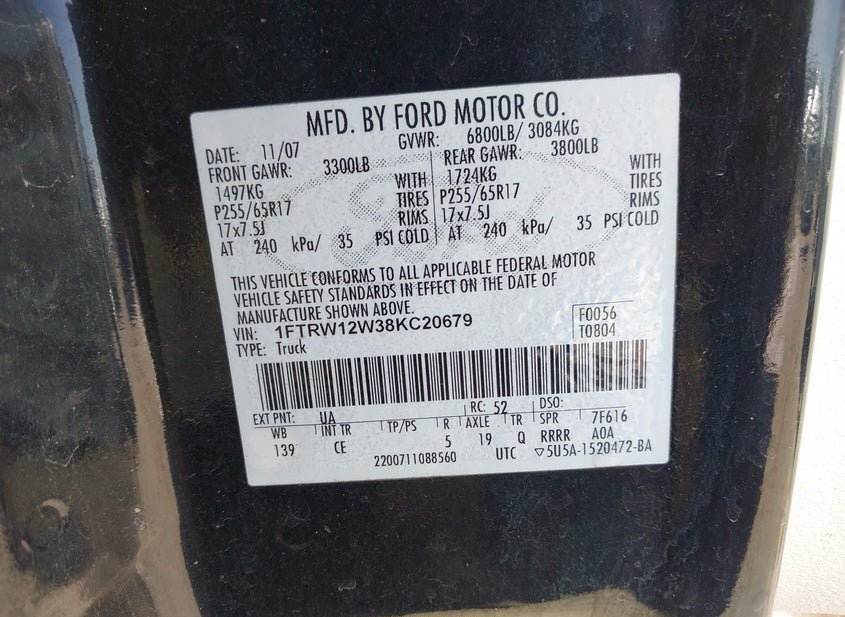 MFD. BY FORD MOTOR CO.
DATE: 11/07 GVWR: 6800LB/ 3084KG
FRONT GAWR: 3300LB REAR GAWR: 3800LB
1497KG WITH 1724KG WITH
P255/65R17 TIRES P255/65R17 TIRES
17x7.5J RIMS 17x7.5J RIMS
AT 240 kPa/ 35 PSI COLD AT 240 kPa/ 35 PSI COLD
THIS VEHICLE CONFORMS TO ALL APPLICABLE FEDERAL MOTOR
VEHICLE SAFETY STANDARDS IN EFFECT ON THE DATE OF
MANUFACTURE SHOWN ABOVE.
VIN: 1FTRW12W38KC20679 F0056
TYPE: Truck T0804
EXT PNT: UA RC: 52 DSO:
WB INT TR TP/PS R AXLE TR SPR 7F616
139 CE 5 19 Q RRRR A0A
2200711088560 UTC ▽5U5A-1520472-BA